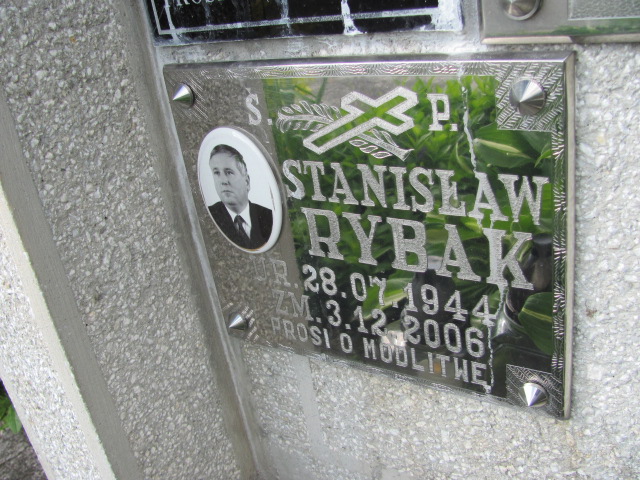 Ś. P.
STANISŁAW
RYBAK
UR. 28.07.1944
ZM. 3.12.2006
PROSI O MODLITWĘ